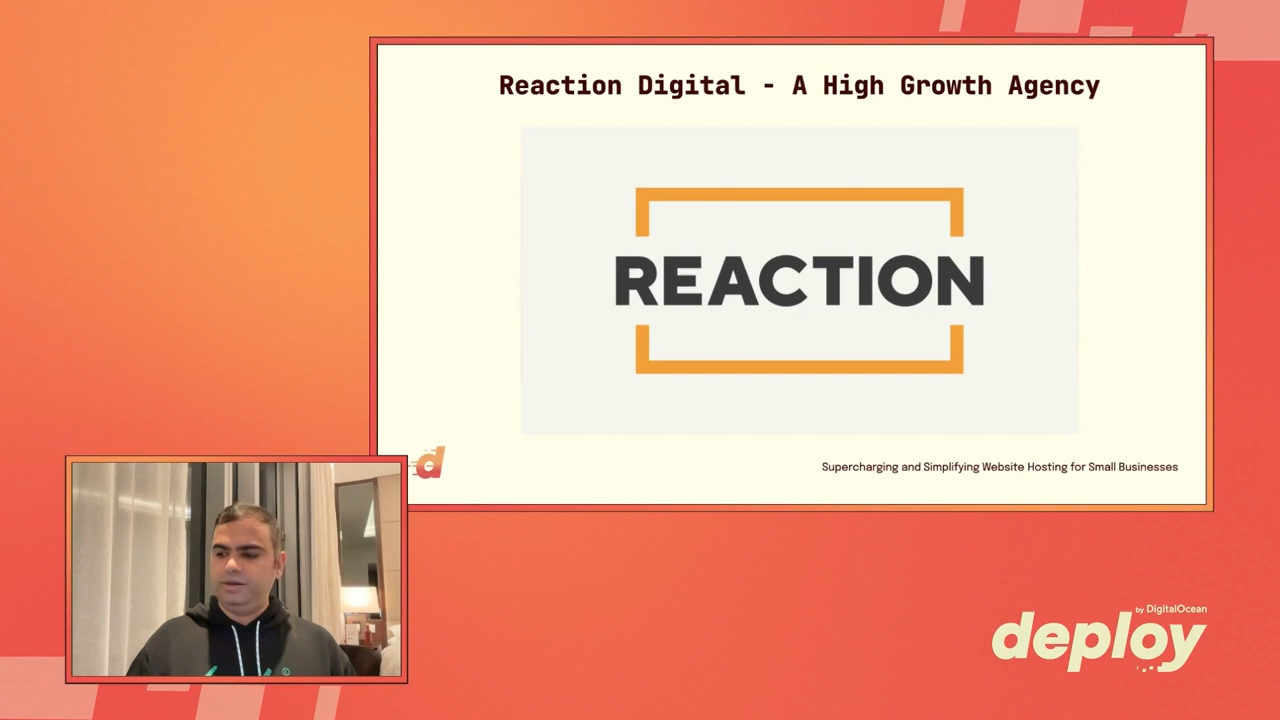 Reaction Digital - A High Growth Agency
REACTION
d
Supercharging and Simplifying Website Hosting for Small Businesses
by DigitalOcean
deploy